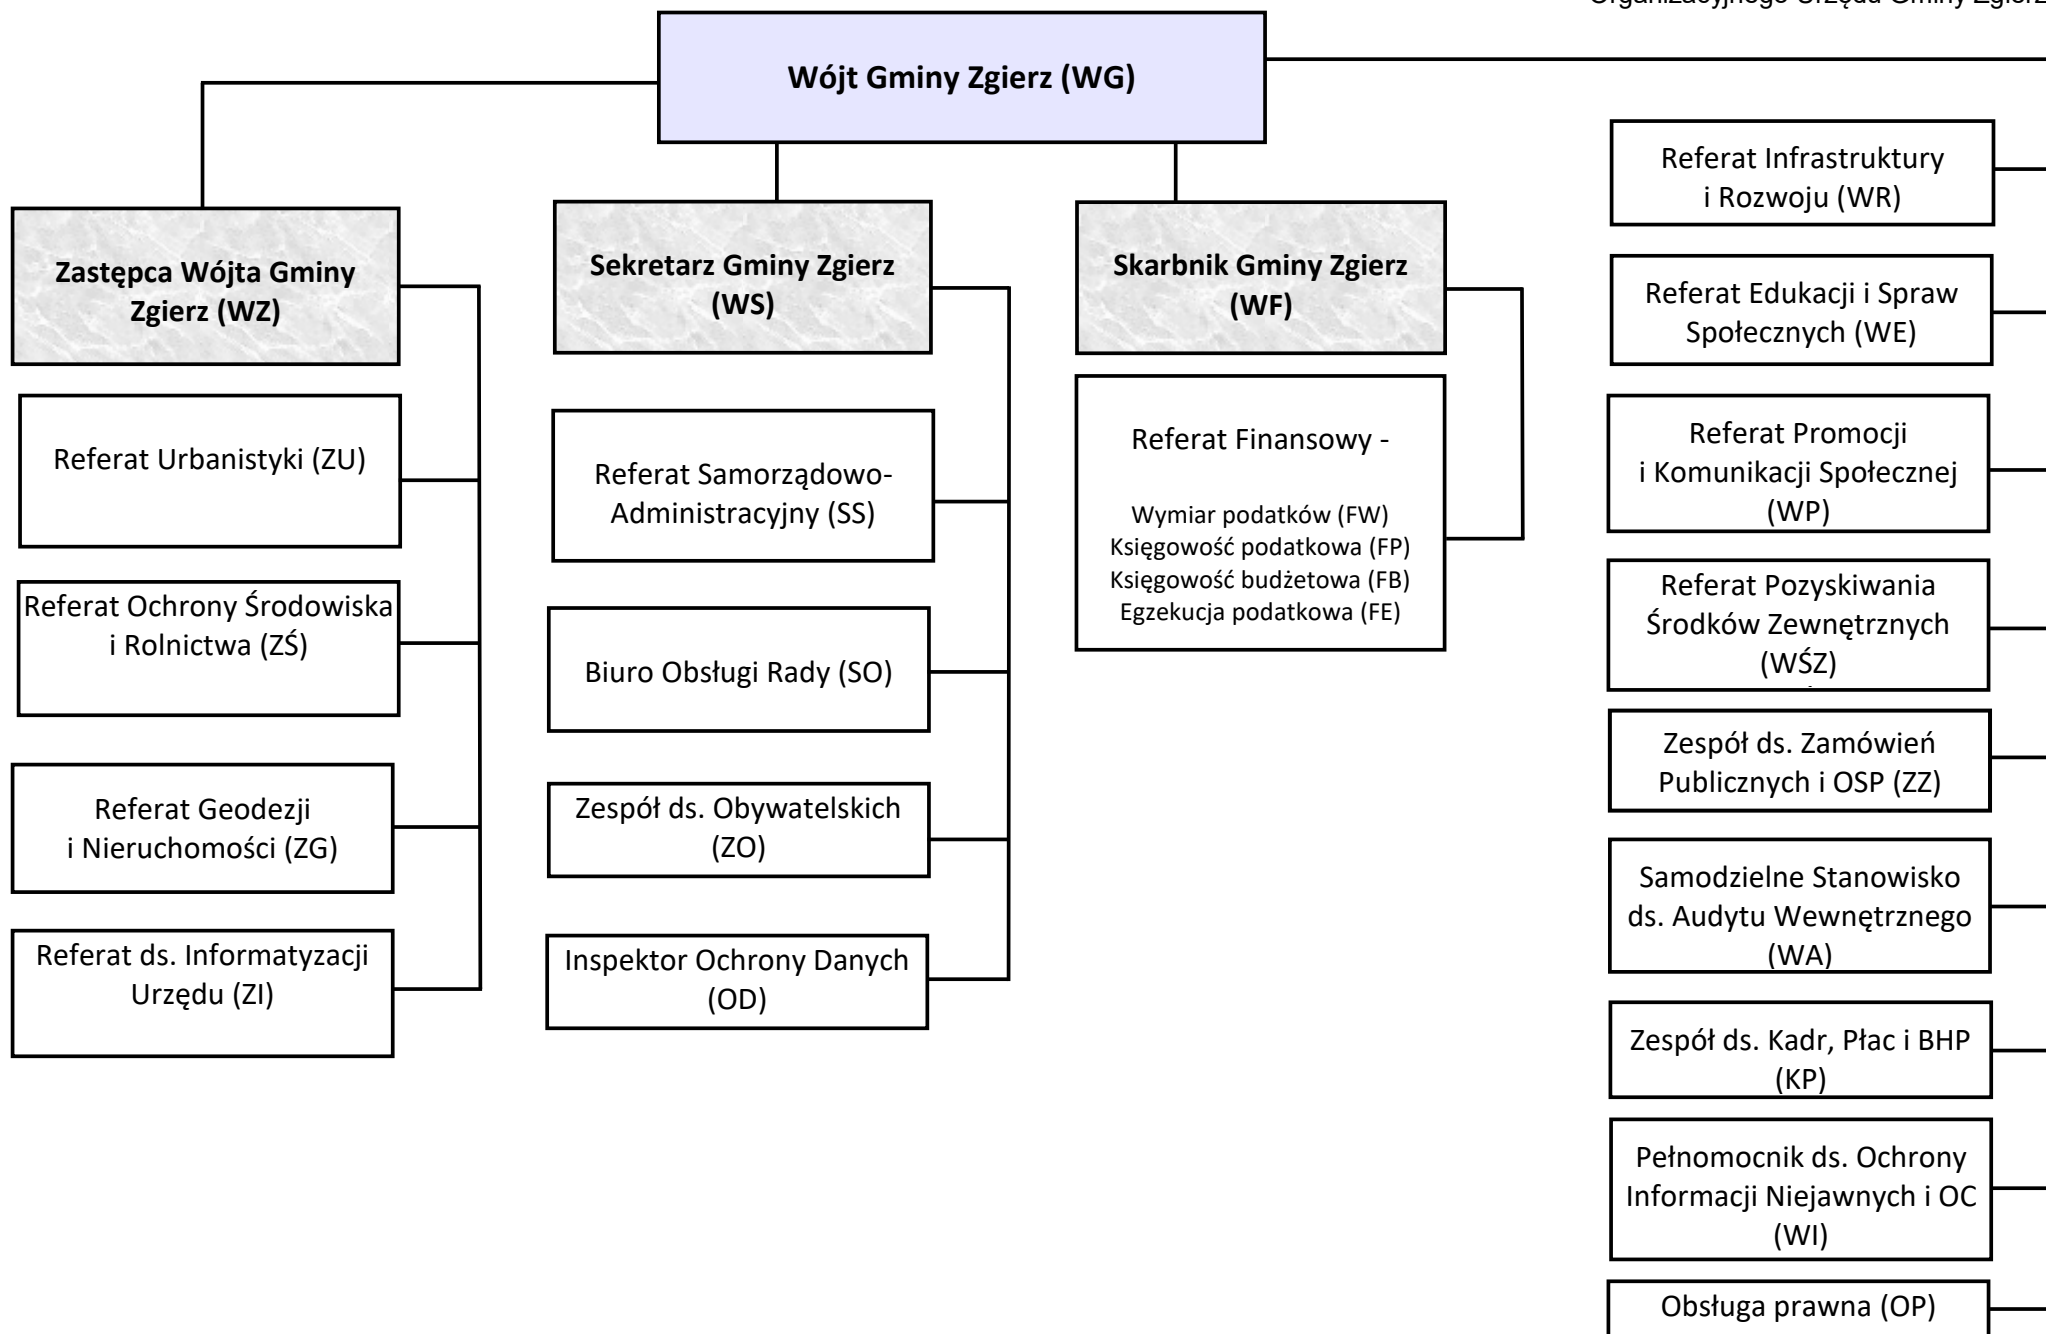 Organizacyjnego Urzędu Gminy Zgierz
Wójt Gminy Zgierz (WG)
Zastępca Wójta Gminy
Zgierz (WZ)
Referat Urbanistyki (ZU)
Referat Ochrony Środowiska
i Rolnictwa (ZŚ)
Referat Geodezji
i Nieruchomości (ZG)
Referat ds. Informatyzacji
Urzędu (ZI)
Sekretarz Gminy Zgierz
(WS)
Referat Samorządowo-
Administracyjny (SS)
Biuro Obsługi Rady (SO)
Zespół ds. Obywatelskich
(ZO)
Inspektor Ochrony Danych
(OD)
Skarbnik Gminy Zgierz
(WF)
Referat Finansowy -
Wymiar podatków (FW)
Księgowość podatkowa (FP)
Księgowość budżetowa (FB)
Egzekucja podatkowa (FE)
Referat Infrastruktury
i Rozwoju (WR)
Referat Edukacji i Spraw
Społecznych (WE)
Referat Promocji
i Komunikacji Społecznej
(WP)
Referat Pozyskiwania
Środków Zewnętrznych
(WŚZ)
Zespół ds. Zamówień
Publicznych i OSP (ZZ)
Samodzielne Stanowisko
ds. Audytu Wewnętrznego
(WA)
Zespół ds. Kadr, Płac i BHP
(KP)
Pełnomocnik ds. Ochrony
Informacji Niejawnych i OC
(WI)
Obsługa prawna (OP)